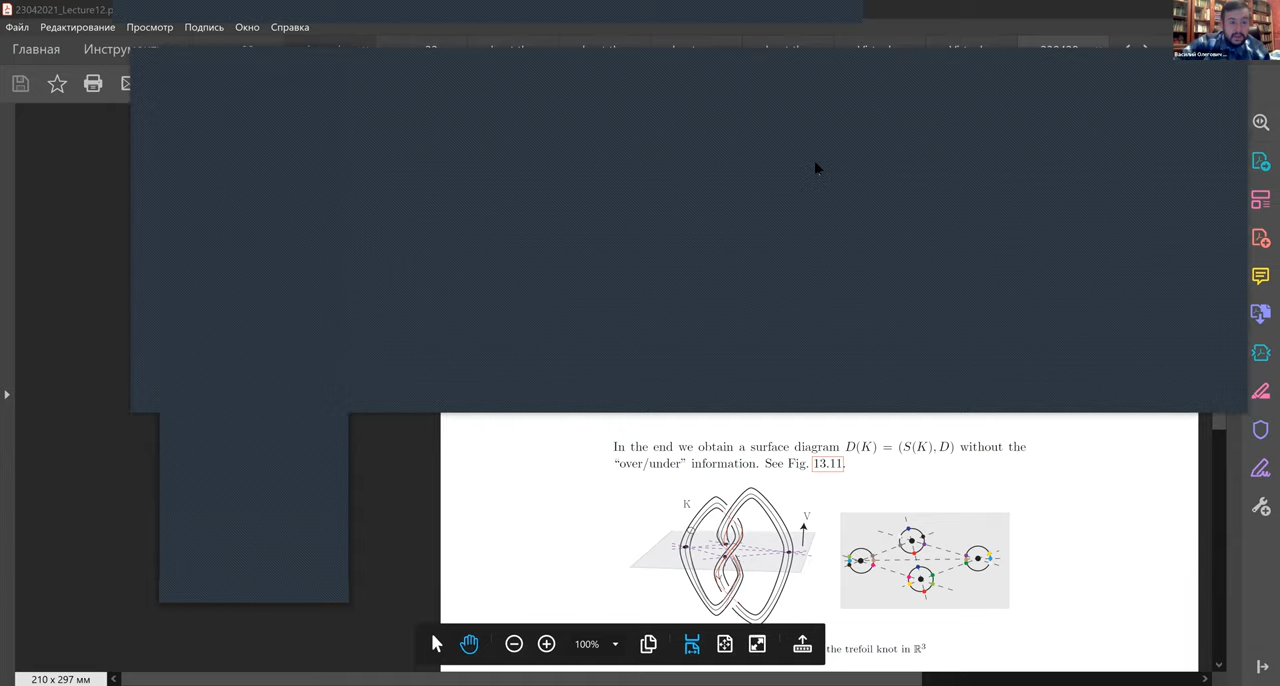 23042021_Lecture12.p
Файл Редактирование Просмотр Подпись Окно Справка
Главная
In the end we obtain a surface diagram D(K) = (S(K), D) without the
“over/under” information. See Fig. 13.11.
K
V
100%
the trefoil knot in ℝ³
210 x 297 мм